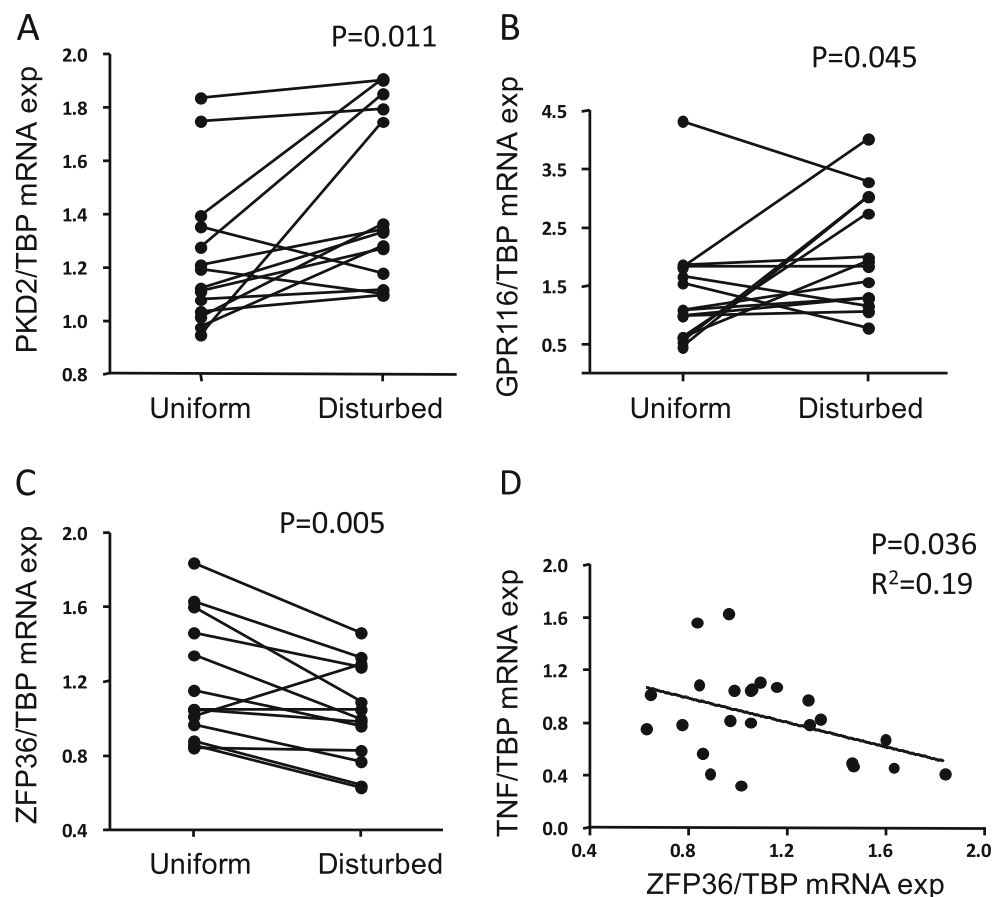 A
P=0.011
PKD2/TBP mRNA exp
2.0
1.8
1.6
1.4
1.2
1.0
0.8
Uniform
Disturbed
B
P=0.045
GPR116/TBP mRNA exp
4.5
3.5
2.5
1.5
0.5
Uniform
Disturbed
C
P=0.005
ZFP36/TBP mRNA exp
2.0
1.6
1.2
0.8
0.4
Uniform
Disturbed
D
P=0.036
R²=0.19
TNF/TBP mRNA exp
2.0
1.6
1.2
0.8
0.4
0.0
0.4
0.8
1.2
1.6
2.0
ZFP36/TBP mRNA exp